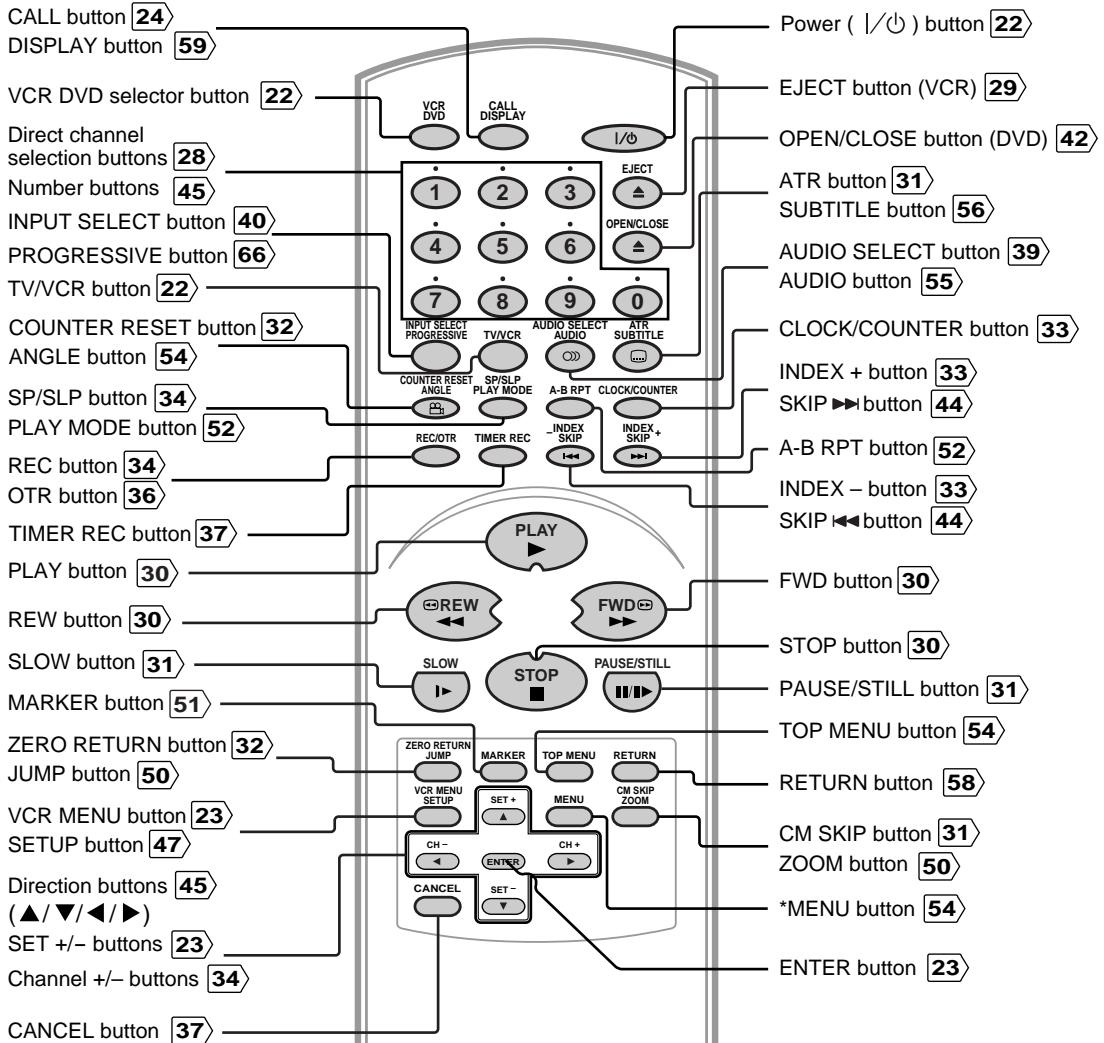 CALL button 24
DISPLAY button 59
VCR DVD selector button 22
Direct channel
selection buttons 28
Number buttons 45
INPUT SELECT button 40
PROGRESSIVE button 66
TV/VCR button 22
COUNTER RESET button 32
ANGLE button 54
SP/SLP button 34
PLAY MODE button 52
REC button 34
OTR button 36
TIMER REC button 37
PLAY button 30
REW button 30
SLOW button 31
MARKER button 51
ZERO RETURN button 32
JUMP button 50
VCR MENU button 23
SETUP button 47
Direction buttons 45
(▲/▼/◀/▶)
SET +/– buttons 23
Channel +/– buttons 34
CANCEL button 37
VCR
DVD
CALL
DISPLAY
I/⏻
EJECT
1
2
3
OPEN/CLOSE
4
5
6
7
8
9
0
INPUT SELECT
PROGRESSIVE
TV/VCR
AUDIO SELECT
AUDIO
ATR
SUBTITLE
COUNTER RESET
ANGLE
SP/SLP
PLAY MODE
A-B RPT
CLOCK/COUNTER
REC/OTR
TIMER REC
– INDEX
SKIP
INDEX
SKIP +
PLAY
REW
FWD
SLOW
STOP
PAUSE/STILL
ZERO RETURN
JUMP
MARKER
TOP MENU
RETURN
VCR MENU
SETUP
SET +
MENU
CM SKIP
ZOOM
CH –
ENTER
CH +
CANCEL
SET –
Power ( |/⏻ ) button 22
EJECT button (VCR) 29
OPEN/CLOSE button (DVD) 42
ATR button 31
SUBTITLE button 56
AUDIO SELECT button 39
AUDIO button 55
CLOCK/COUNTER button 33
INDEX + button 33
SKIP ▶▶| button 44
A-B RPT button 52
INDEX – button 33
SKIP |◀◀ button 44
FWD button 30
STOP button 30
PAUSE/STILL button 31
TOP MENU button 54
RETURN button 58
CM SKIP button 31
ZOOM button 50
*MENU button 54
ENTER button 23